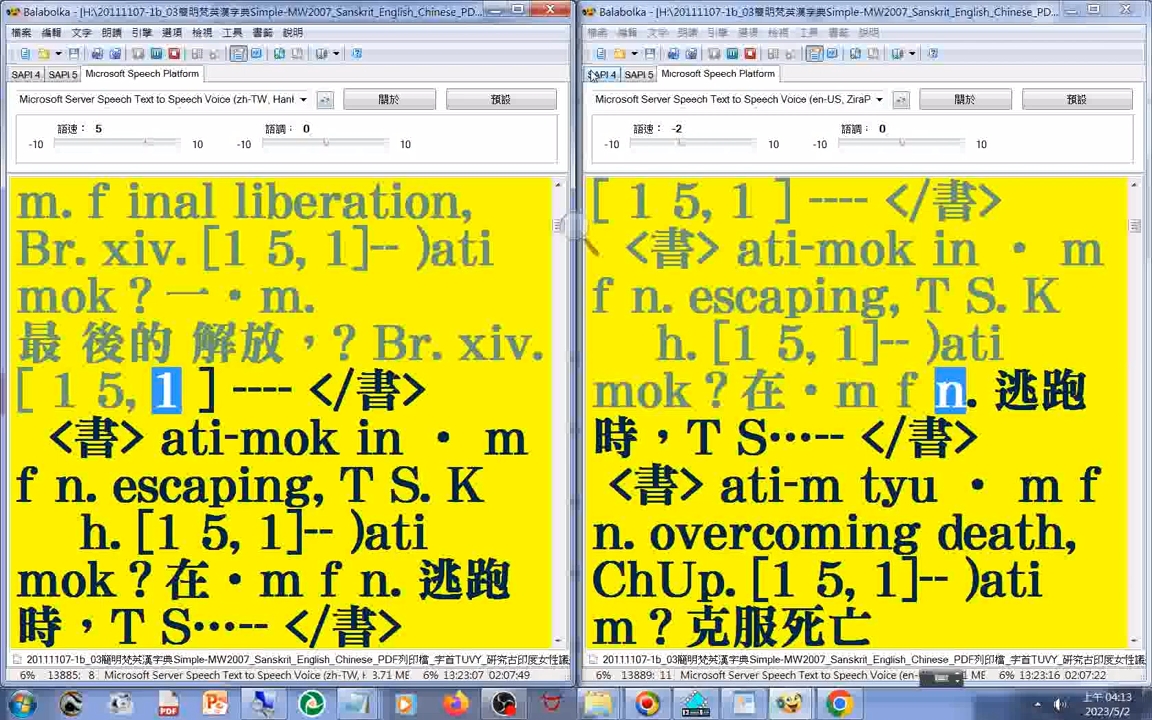 Balabolka - [H:\20111107-1b_03簡明梵英漢字典Simple-MW2007_Sanskrit_English_Chinese_PD...
檔案 編輯 文字 朗讀 引擎 選項 檢視 工具 書籤 說明
SAPI 4 SAPI 5 Microsoft Speech Platform
Microsoft Server Speech Text to Speech Voice (zh-TW, Han
關於 預設
語速： 5 語調： 0
-10 10 -10 10
m. f inal liberation,
Br. xiv. [1 5, 1]-- )ati
mok？一・m.
最 後的 解放，? Br. xiv.
[ 1 5, 1 ] ---- </書>
<書> ati-mok in ・ m
f n. escaping, T S. K
h. [1 5, 1]-- )ati
mok？在・m f n. 逃跑
時，T S…-- </書>
20111107-1b_03簡明梵英漢字典Simple-MW2007_Sanskrit_English_Chinese_PDF列印檔_字首TUVY_研究古印度女性議
6% 13885: 8 Microsoft Server Speech Text to Speech Voice (zh-TW, H 3.71 MB 6% 13:23:07 02:07:49
Balabolka - [H:\20111107-1b_03簡明梵英漢字典Simple-MW2007_Sanskrit_English_Chinese_PD...
檔案 編輯 文字 朗讀 引擎 選項 檢視 工具 書籤 說明
SAPI 4 SAPI 5 Microsoft Speech Platform
Microsoft Server Speech Text to Speech Voice (en-US, ZiraP
關於 預設
語速： -2 語調： 0
-10 10 -10 10
[ 1 5, 1 ] ---- </書>
<書> ati-mok in ・ m
f n. escaping, T S. K
h. [1 5, 1]-- )ati
mok？在・m f n. 逃跑
時，T S…-- </書>
<書> ati-m tyu ・ m f
n. overcoming death,
ChUp. [1 5, 1]-- )ati
m？克服死亡
20111107-1b_03簡明梵英漢字典Simple-MW2007_Sanskrit_English_Chinese_PDF列印檔_字首TUVY_研究古印度女性議
6% 13889: 11 Microsoft Server Speech Text to Speech Voice (en-U 6% 13:23:16 02:07:22
PDF
上午 04:13
2023/5/2